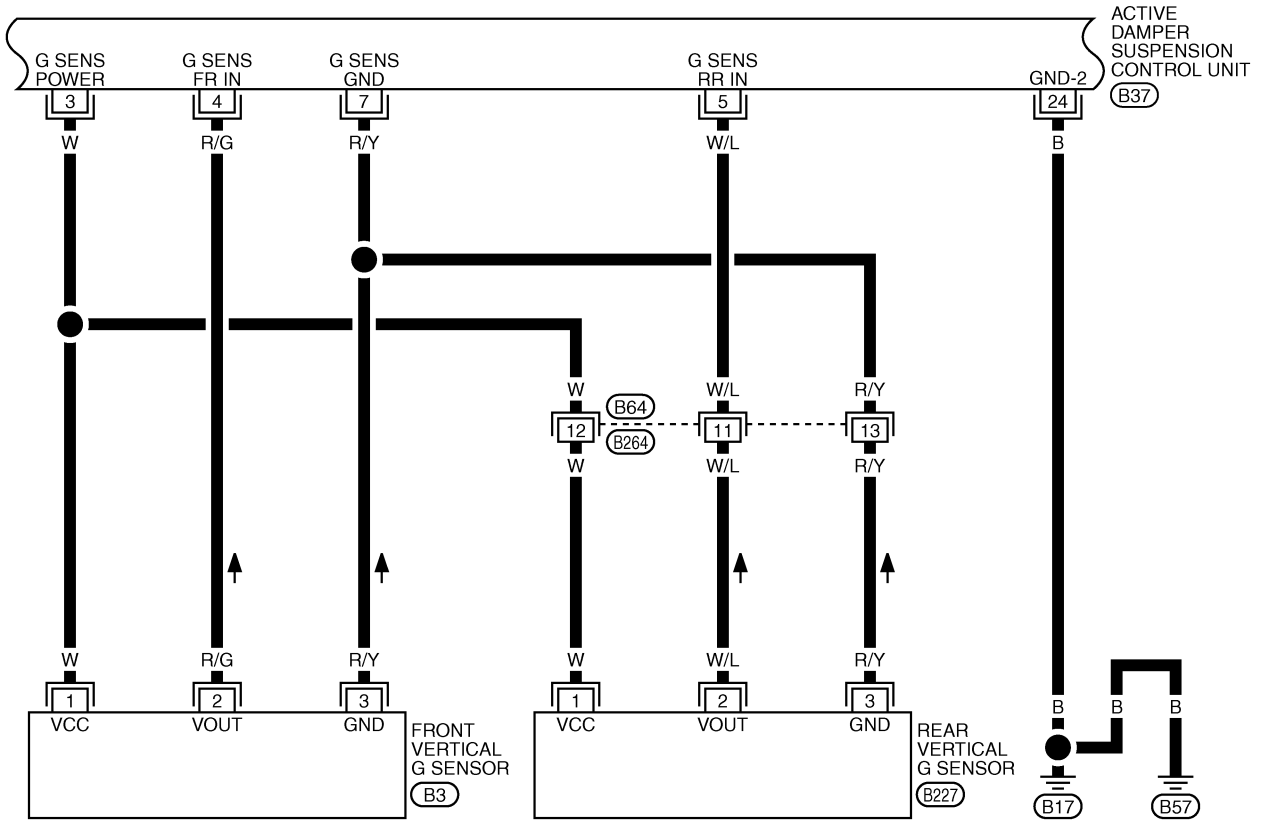 ACTIVE
DAMPER
SUSPENSION
CONTROL UNIT
B37
G SENS
POWER
G SENS
FR IN
G SENS
GND
G SENS
RR IN
GND-2
3
4
7
5
24
W
R/G
R/Y
W/L
B
W
W/L
R/Y
B64
12
11
13
B264
W
W/L
R/Y
W
R/G
R/Y
W
W/L
R/Y
1
2
3
1
2
3
B
B
B
VCC
VOUT
GND
VCC
VOUT
GND
FRONT
VERTICAL
G SENSOR
B3
REAR
VERTICAL
G SENSOR
B227
B17
B57